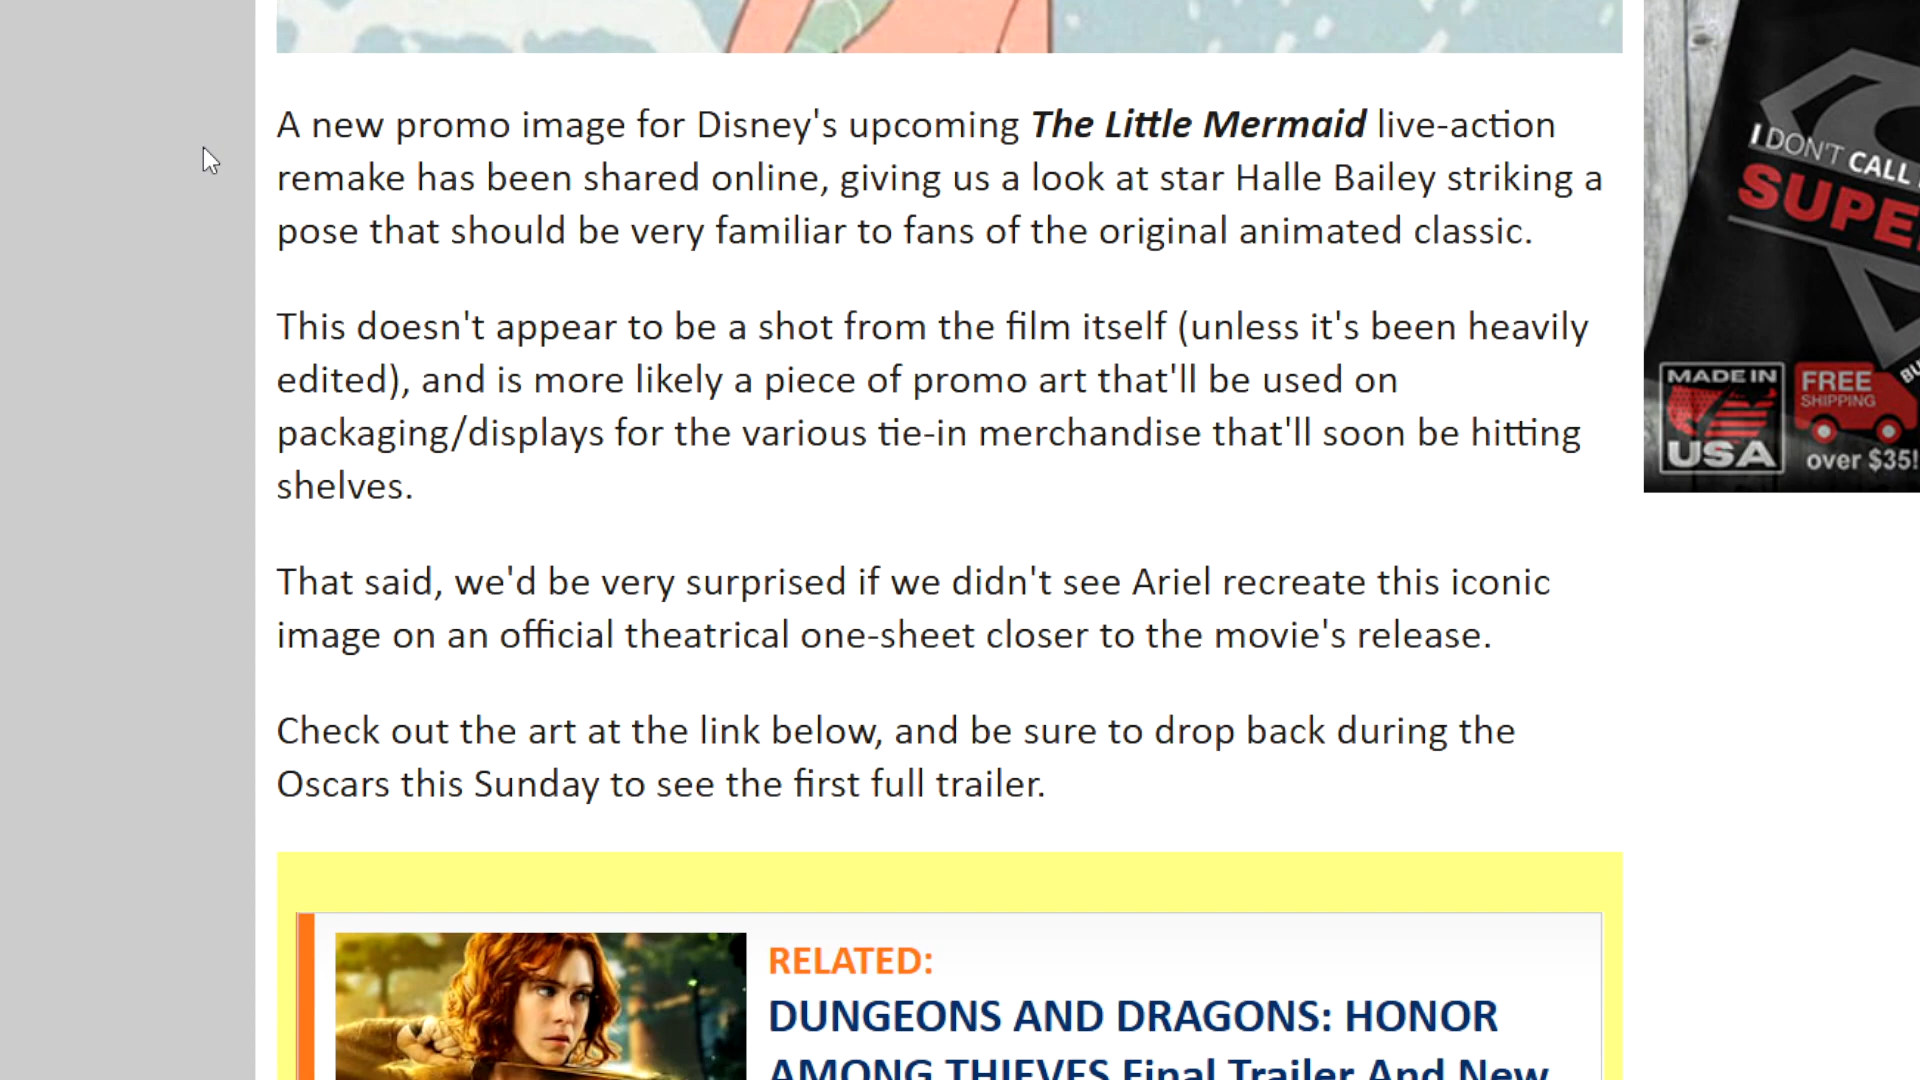 A new promo image for Disney's upcoming The Little Mermaid live-action
remake has been shared online, giving us a look at star Halle Bailey striking a
pose that should be very familiar to fans of the original animated classic.
This doesn't appear to be a shot from the film itself (unless it's been heavily
edited), and is more likely a piece of promo art that'll be used on
packaging/displays for the various tie-in merchandise that'll soon be hitting
shelves.
That said, we'd be very surprised if we didn't see Ariel recreate this iconic
image on an official theatrical one-sheet closer to the movie's release.
Check out the art at the link below, and be sure to drop back during the
Oscars this Sunday to see the first full trailer.
RELATED:
DUNGEONS AND DRAGONS: HONOR
AMONG THIEVES Final Trailer And New
I DON'T CALL
SUPE
MADE IN
USA
FREE
SHIPPING
over $35!